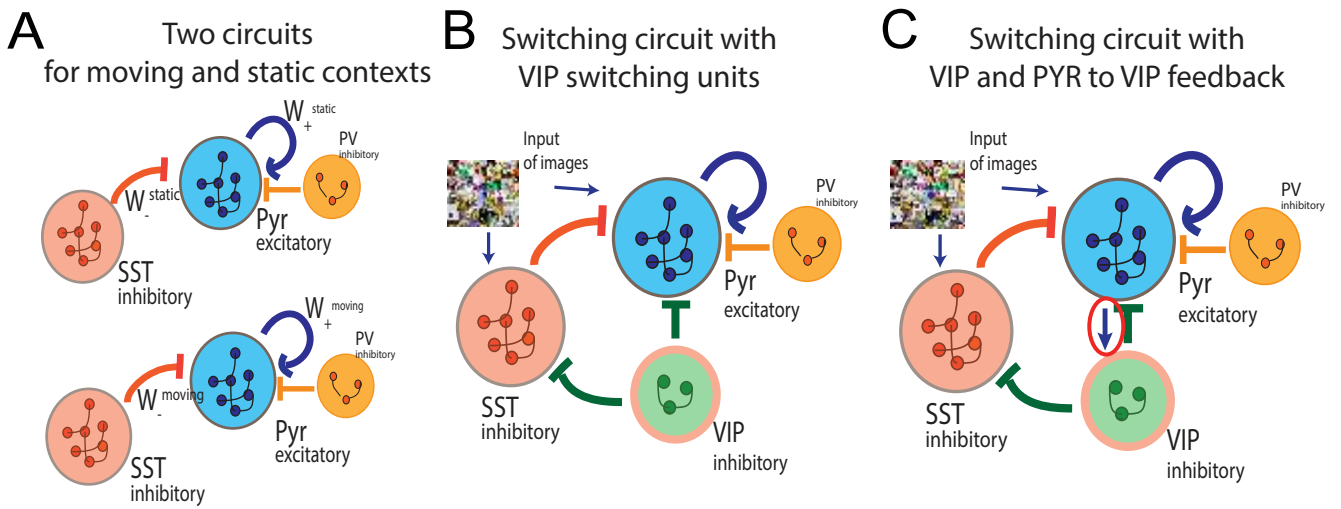 A
Two circuits
for moving and static contexts
W+ static
PV
inhibitory
W- static
Pyr
excitatory
SST
inhibitory
W+ moving
PV
inhibitory
W- moving
Pyr
excitatory
SST
inhibitory
B
Switching circuit with
VIP switching units
Input
of images
PV
inhibitory
Pyr
excitatory
SST
inhibitory
VIP
inhibitory
C
Switching circuit with
VIP and PYR to VIP feedback
Input
of images
PV
inhibitory
Pyr
excitatory
SST
inhibitory
VIP
inhibitory